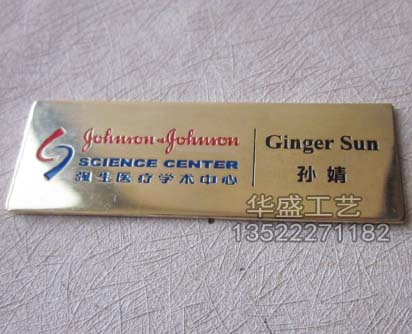 Johnson & Johnson
SCIENCE CENTER
强生医疗学术中心
Ginger Sun
孙 婧
华盛工艺
13522271182